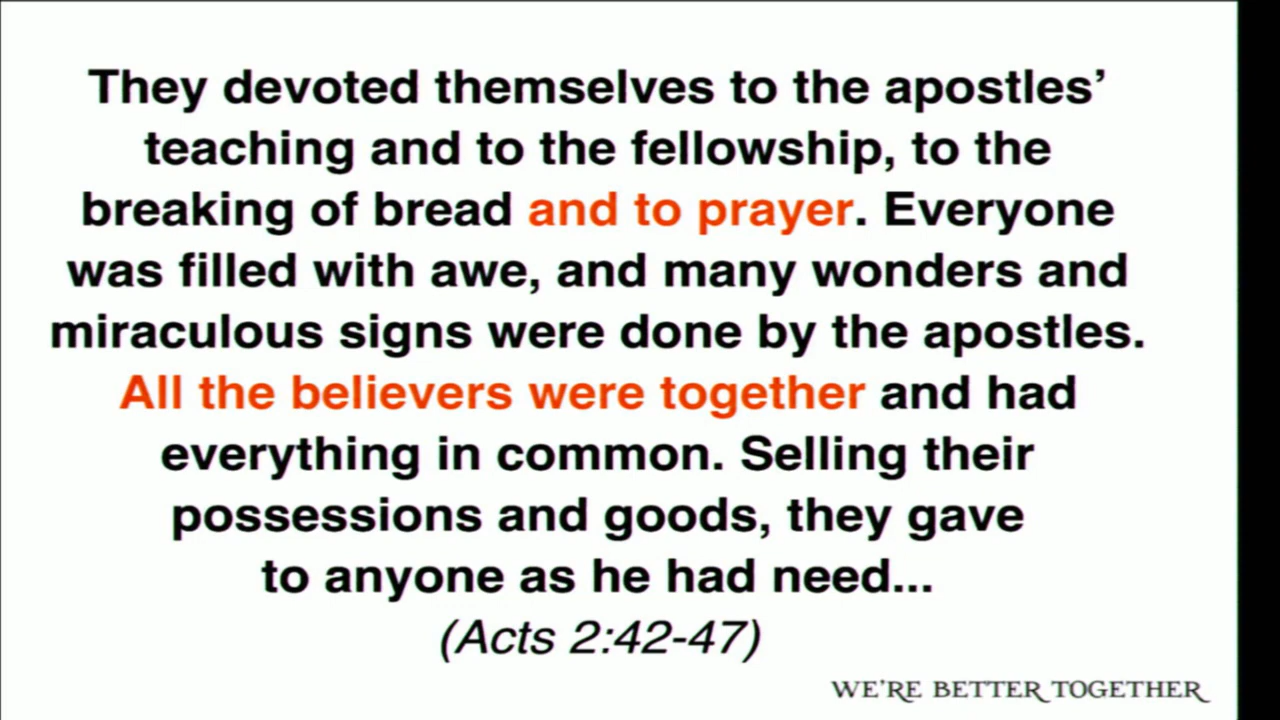 They devoted themselves to the apostles’
teaching and to the fellowship, to the
breaking of bread and to prayer. Everyone
was filled with awe, and many wonders and
miraculous signs were done by the apostles.
All the believers were together and had
everything in common. Selling their
possessions and goods, they gave
to anyone as he had need...
(Acts 2:42-47)
WE’RE BETTER TOGETHER